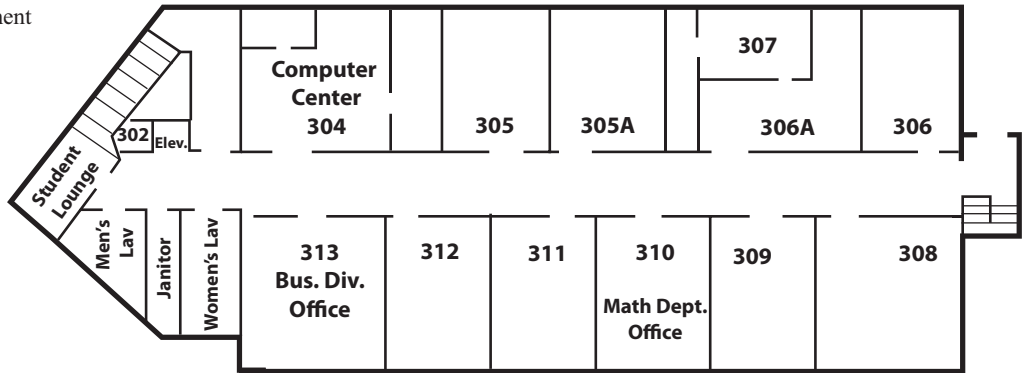 ment
307
Computer
Center
304
305
305A
306A
306
302
Elev.
Student
Lounge
Men's
Lav
Janitor
Women's Lav
313
Bus. Div.
Office
312
311
310
Math Dept.
Office
309
308